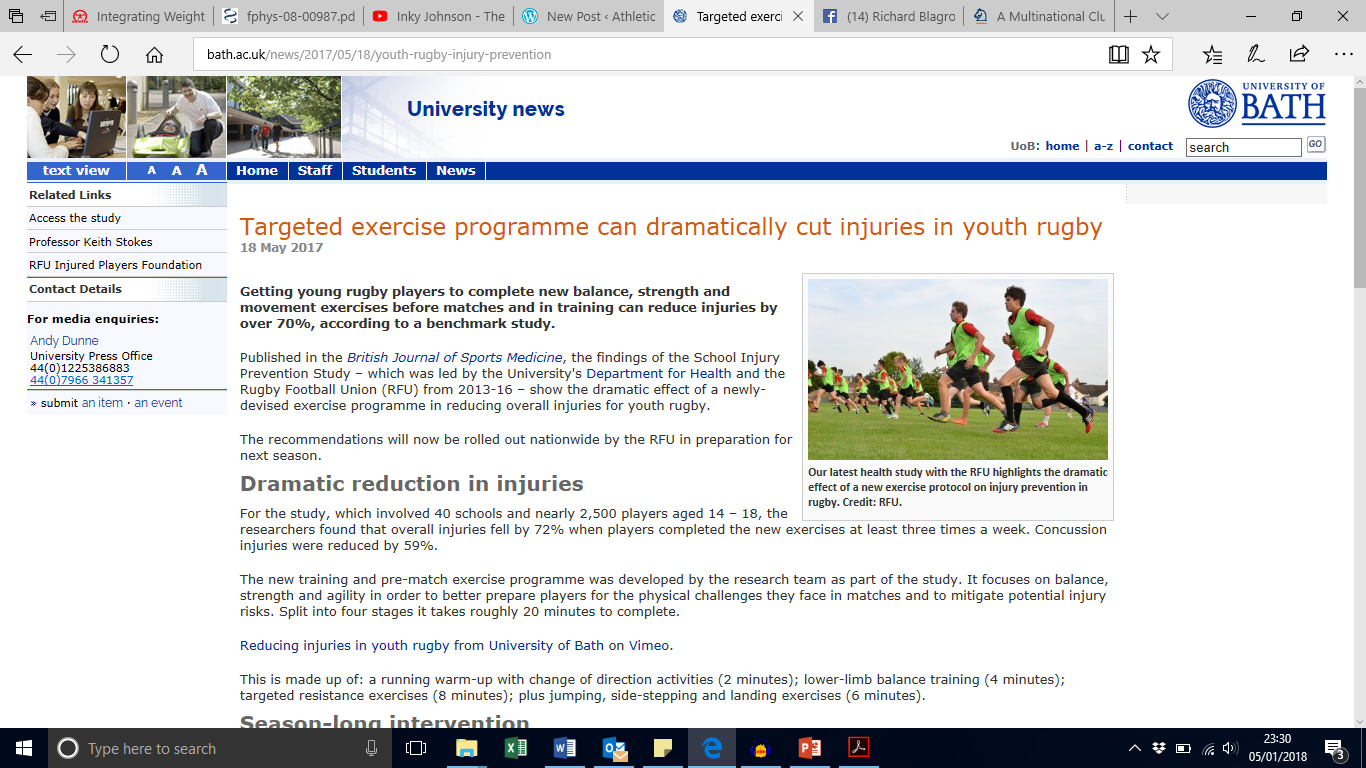 Integrating Weight
fphys-08-00987.pd
Inky Johnson - The
New Post ‹ Athletic
Targeted exerci
(14) Richard Blagro
A Multinational Clu
bath.ac.uk/news/2017/05/18/youth-rugby-injury-prevention
University news
UNIVERSITY OF
BATH
UoB: home | a-z | contact
search
GO
text view
A A A
Home
Staff
Students
News
Related Links
Access the study
Professor Keith Stokes
RFU Injured Players Foundation
Contact Details
For media enquiries:
Andy Dunne
University Press Office
44(0)1225386883
44(0)7966 341357
» submit an item · an event
Targeted exercise programme can dramatically cut injuries in youth rugby
18 May 2017
Getting young rugby players to complete new balance, strength and
movement exercises before matches and in training can reduce injuries by
over 70%, according to a benchmark study.
Published in the British Journal of Sports Medicine, the findings of the School Injury
Prevention Study – which was led by the University's Department for Health and the
Rugby Football Union (RFU) from 2013-16 – show the dramatic effect of a newly-
devised exercise programme in reducing overall injuries for youth rugby.
The recommendations will now be rolled out nationwide by the RFU in preparation for
next season.
Our latest health study with the RFU highlights the dramatic
effect of a new exercise protocol on injury prevention in
rugby. Credit: RFU.
Dramatic reduction in injuries
For the study, which involved 40 schools and nearly 2,500 players aged 14 – 18, the
researchers found that overall injuries fell by 72% when players completed the new exercises at least three times a week. Concussion
injuries were reduced by 59%.
The new training and pre-match exercise programme was developed by the research team as part of the study. It focuses on balance,
strength and agility in order to better prepare players for the physical challenges they face in matches and to mitigate potential injury
risks. Split into four stages it takes roughly 20 minutes to complete.
Reducing injuries in youth rugby from University of Bath on Vimeo.
This is made up of: a running warm-up with change of direction activities (2 minutes); lower-limb balance training (4 minutes);
targeted resistance exercises (8 minutes); plus jumping, side-stepping and landing exercises (6 minutes).
Season-long intervention
Type here to search
23:30
05/01/2018
3